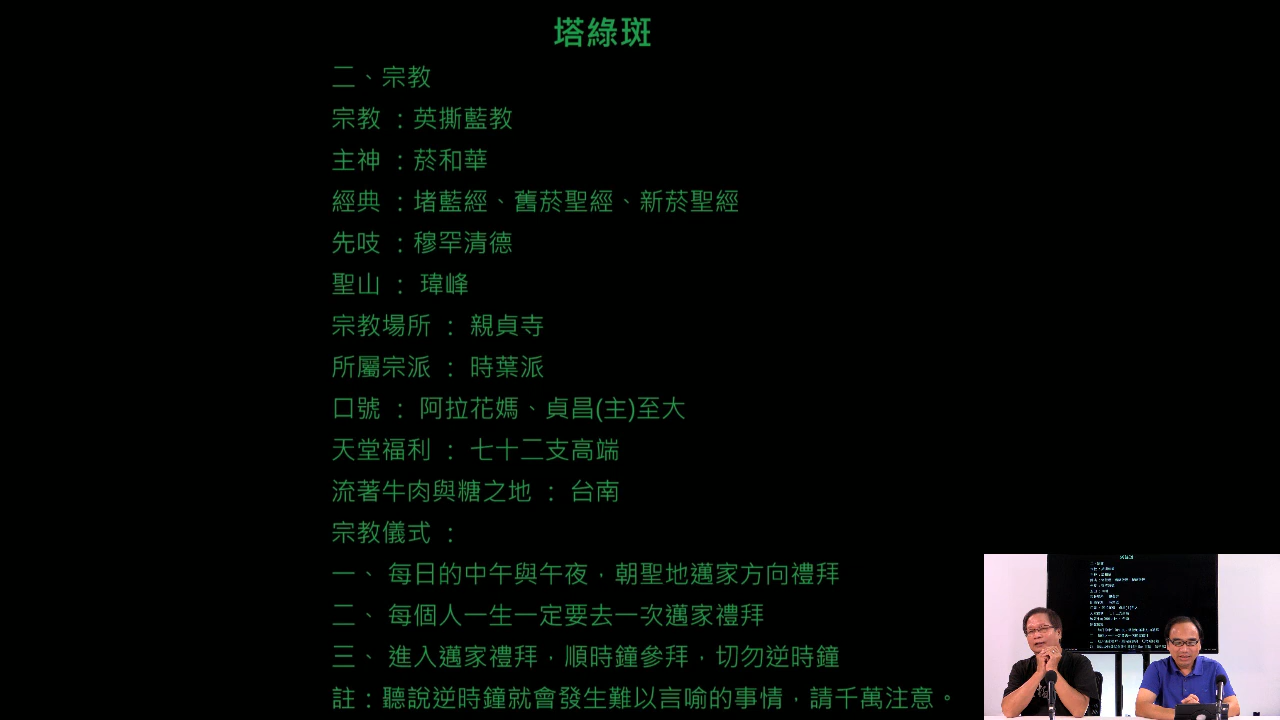 塔綠斑
二、宗教
宗教 ：英撕藍教
主神 ：菸和華
經典 ：堵藍經、舊菸聖經、新菸聖經
先吱 ：穆罕清德
聖山 ： 瑋峰
宗教場所 ： 親貞寺
所屬宗派 ： 時葉派
口號 ： 阿拉花媽、貞昌(主)至大
天堂福利 ： 七十二支高端
流著牛肉與糖之地 ： 台南
宗教儀式 ：
一、 每日的中午與午夜，朝聖地邁家方向禮拜
二、 每個人一生一定要去一次邁家禮拜
三、 進入邁家禮拜，順時鐘參拜，切勿逆時鐘
註：聽說逆時鐘就會發生難以言喻的事情，請千萬注意。